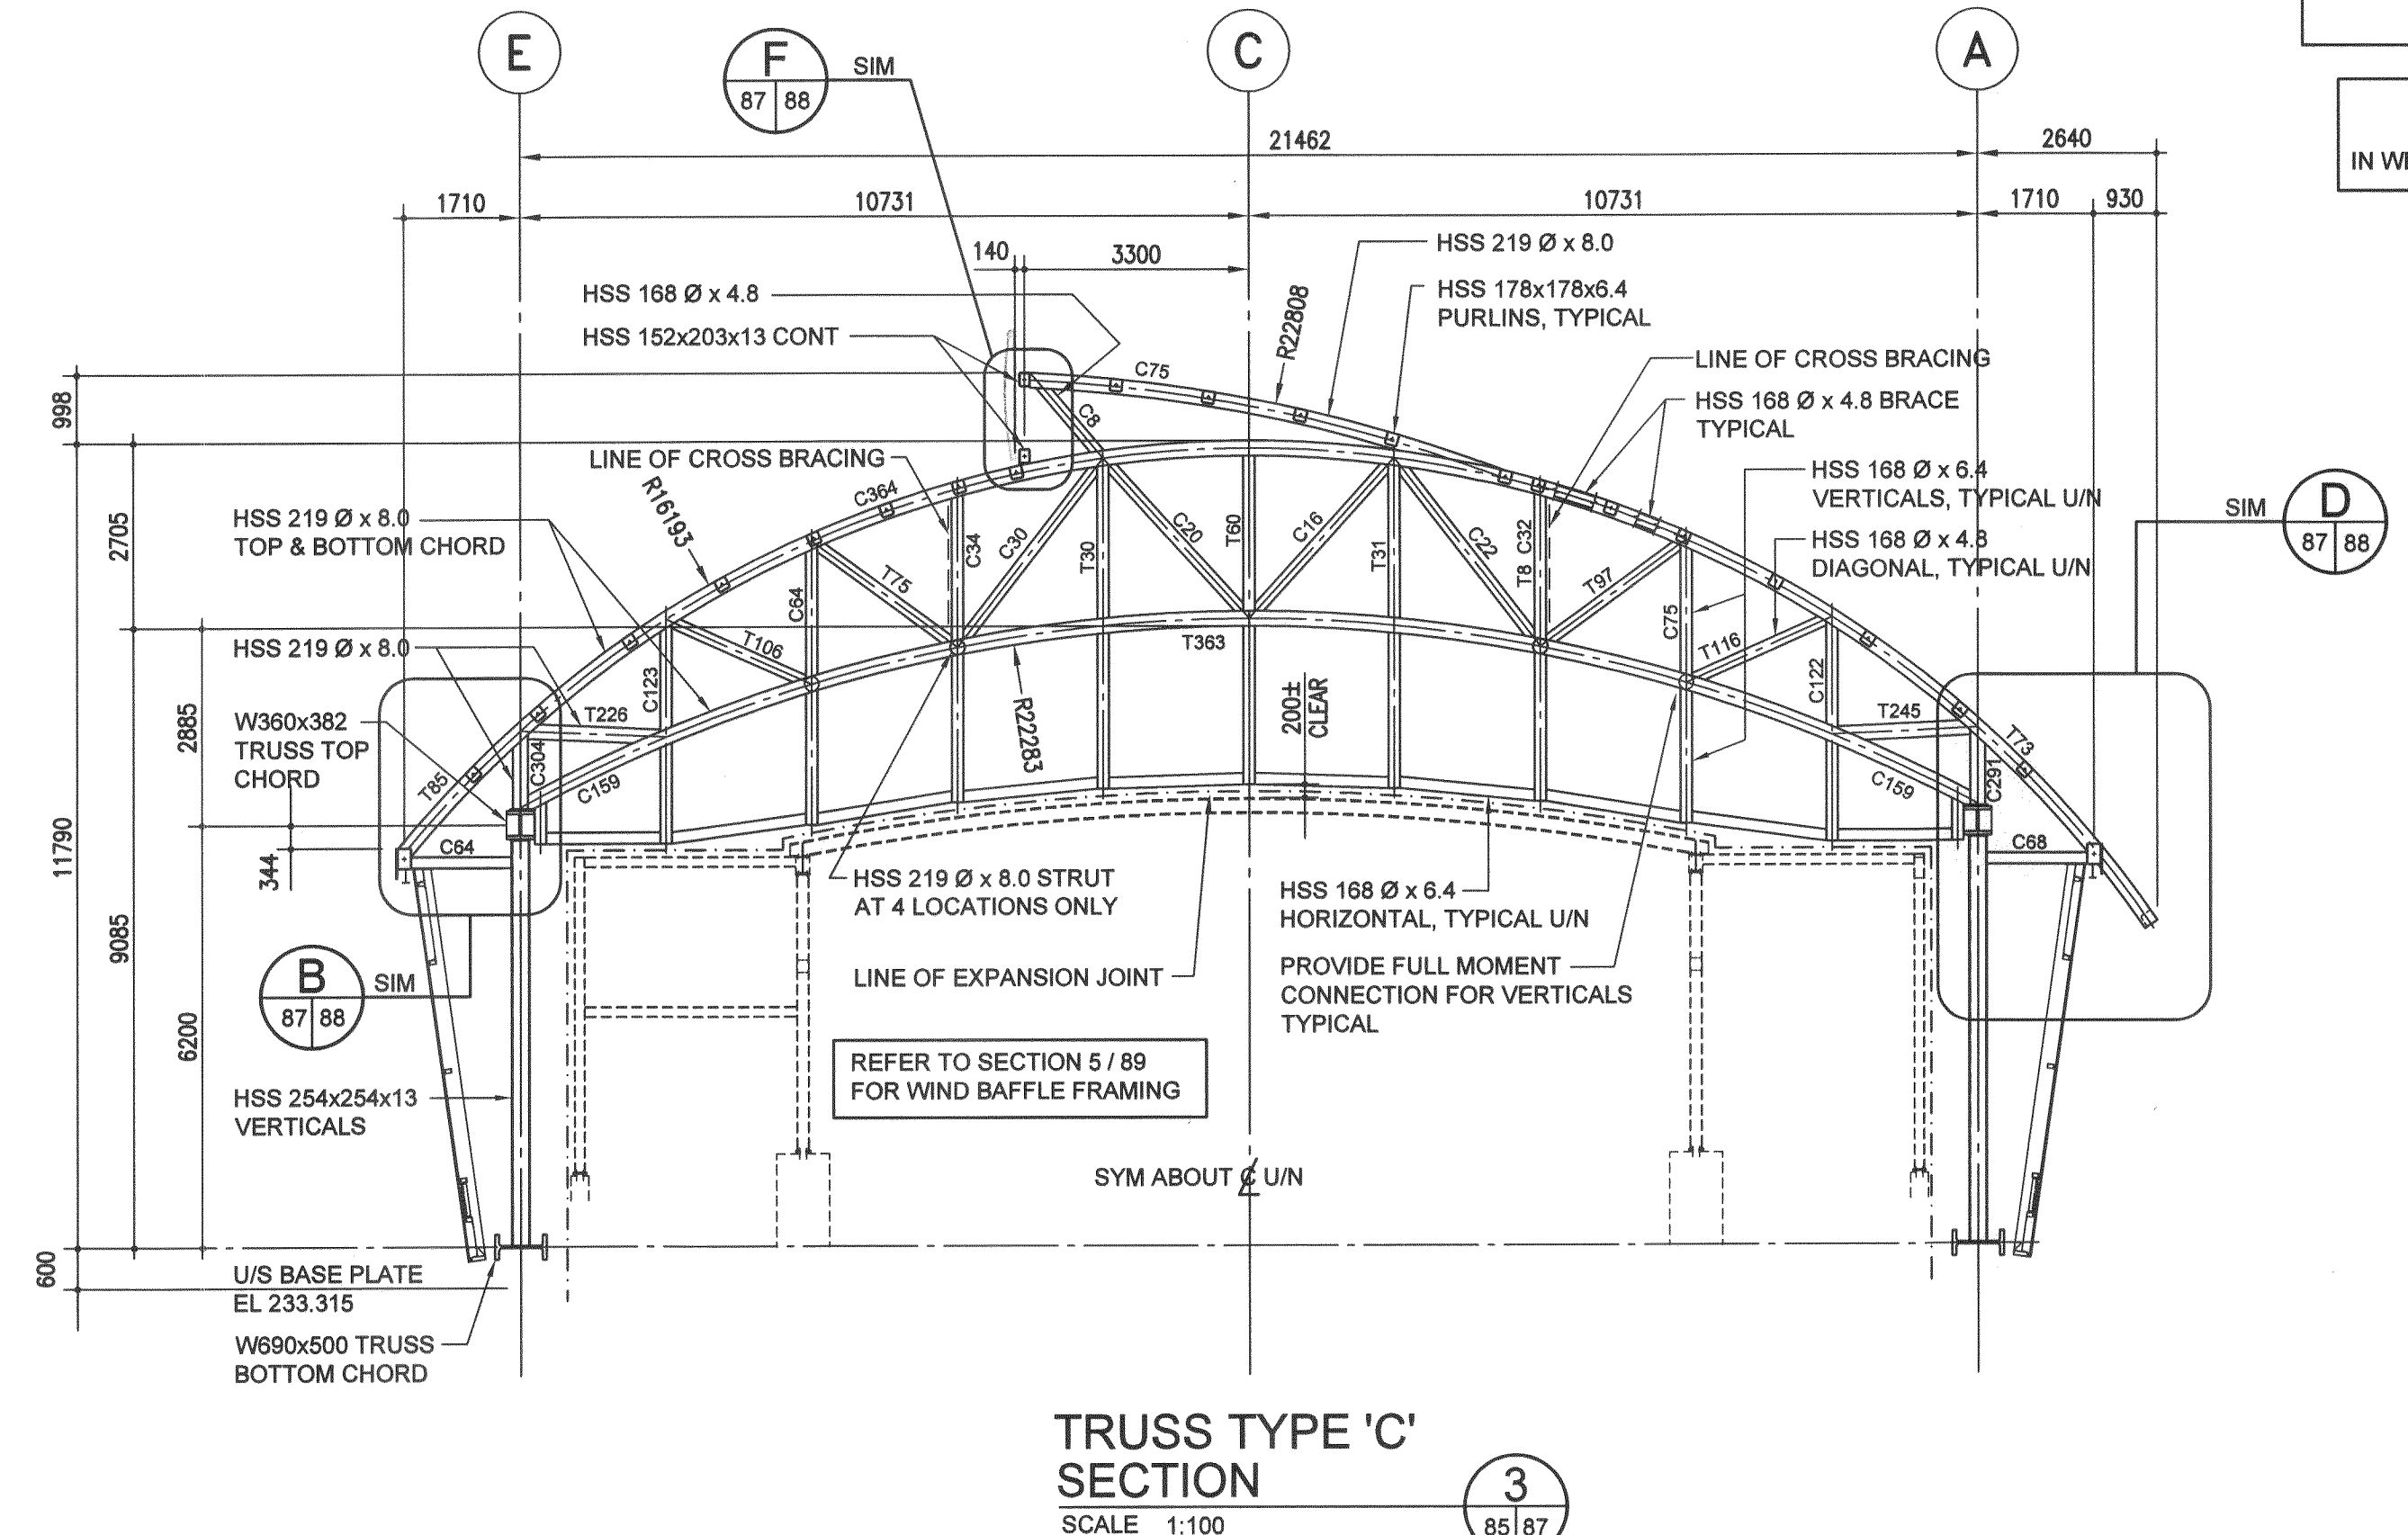 E
F
87 88
SIM
C
A
IN W
21462
2640
1710
10731
10731
1710
930
140
3300
HSS 219 Ø x 8.0
HSS 178x178x6.4
PURLINS, TYPICAL
R22808
HSS 168 Ø x 4.8
HSS 152x203x13 CONT
LINE OF CROSS BRACING
HSS 168 Ø x 4.8 BRACE
TYPICAL
C75
C8
998
LINE OF CROSS BRACING
R16193
C364
HSS 168 Ø x 6.4
VERTICALS, TYPICAL U/N
SIM
D
87 88
HSS 168 Ø x 4.8
DIAGONAL, TYPICAL U/N
HSS 219 Ø x 8.0
TOP & BOTTOM CHORD
2705
C64
T75
C34
C30
T30
C20
T60
C16
T31
C22
T8 C32
T97
C75
T116
C122
T106
C123
T363
HSS 219 Ø x 8.0
W360x382
TRUSS TOP
CHORD
2885
T226
C304
C159
T85
R22283
200±
CLEAR
T245
C159
C291
T73
C64
C68
344
11790
9085
6200
600
HSS 219 Ø x 8.0 STRUT
AT 4 LOCATIONS ONLY
HSS 168 Ø x 6.4
HORIZONTAL, TYPICAL U/N
LINE OF EXPANSION JOINT
PROVIDE FULL MOMENT
CONNECTION FOR VERTICALS
TYPICAL
B
87 88
SIM
REFER TO SECTION 5 / 89
FOR WIND BAFFLE FRAMING
HSS 254x254x13
VERTICALS
SYM ABOUT ℄ U/N
U/S BASE PLATE
EL 233.315
W690x500 TRUSS
BOTTOM CHORD
TRUSS TYPE 'C'
SECTION
SCALE 1:100
3
85 87